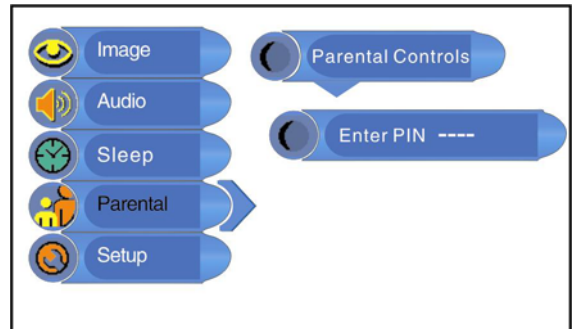 Image
Audio
Sleep
Parental
Setup
Parental Controls
Enter PIN ----